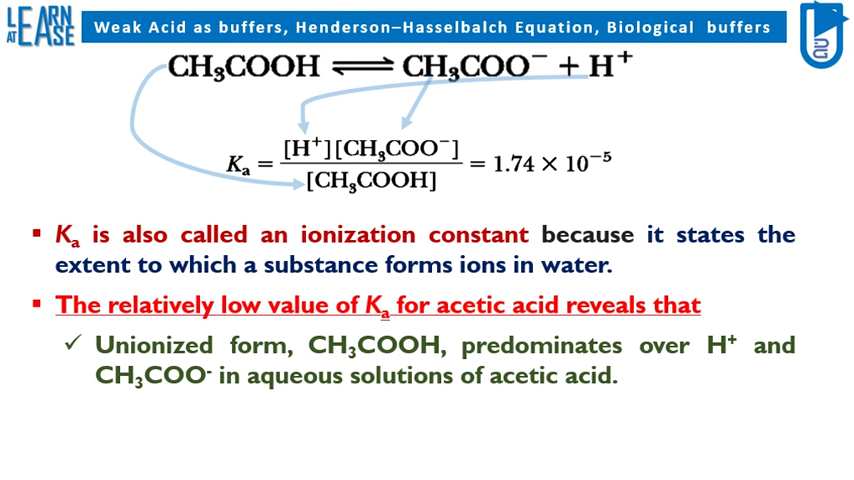 LEARN
AT EASE
Weak Acid as buffers, Henderson–Hasselbalch Equation, Biological buffers
CH₃COOH ⇌ CH₃COO⁻ + H⁺
Kₐ = [H⁺][CH₃COO⁻] / [CH₃COOH] = 1.74 × 10⁻⁵
▪ Kₐ is also called an ionization constant because it states the
extent to which a substance forms ions in water.
▪ The relatively low value of Kₐ for acetic acid reveals that
✓ Unionized form, CH₃COOH, predominates over H⁺ and
CH₃COO⁻ in aqueous solutions of acetic acid.